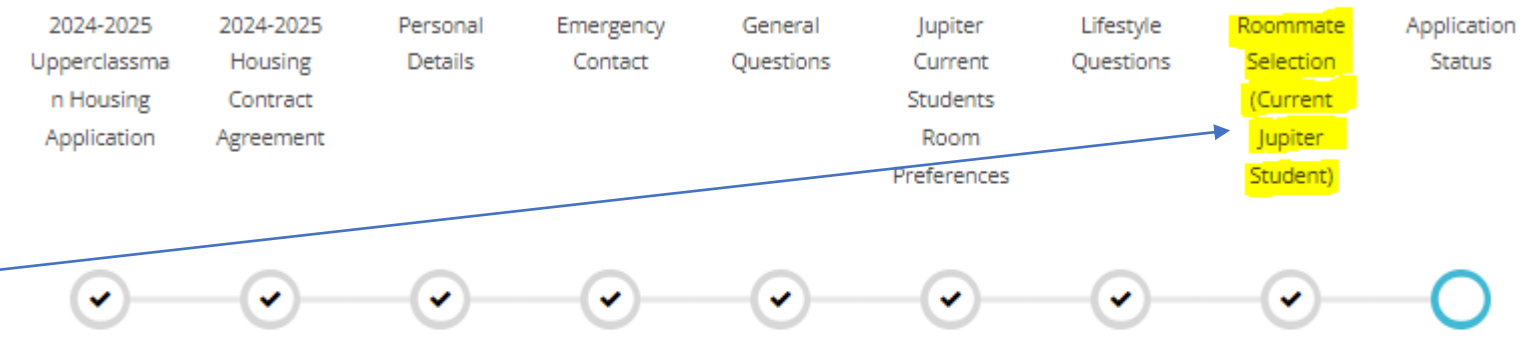 2024-2025
Upperclassma
n Housing
Application
2024-2025
Housing
Contract
Agreement
Personal
Details
Emergency
Contact
General
Questions
Jupiter
Current
Students
Room
Preferences
Lifestyle
Questions
Roommate
Selection
(Current
Jupiter
Student)
Application
Status